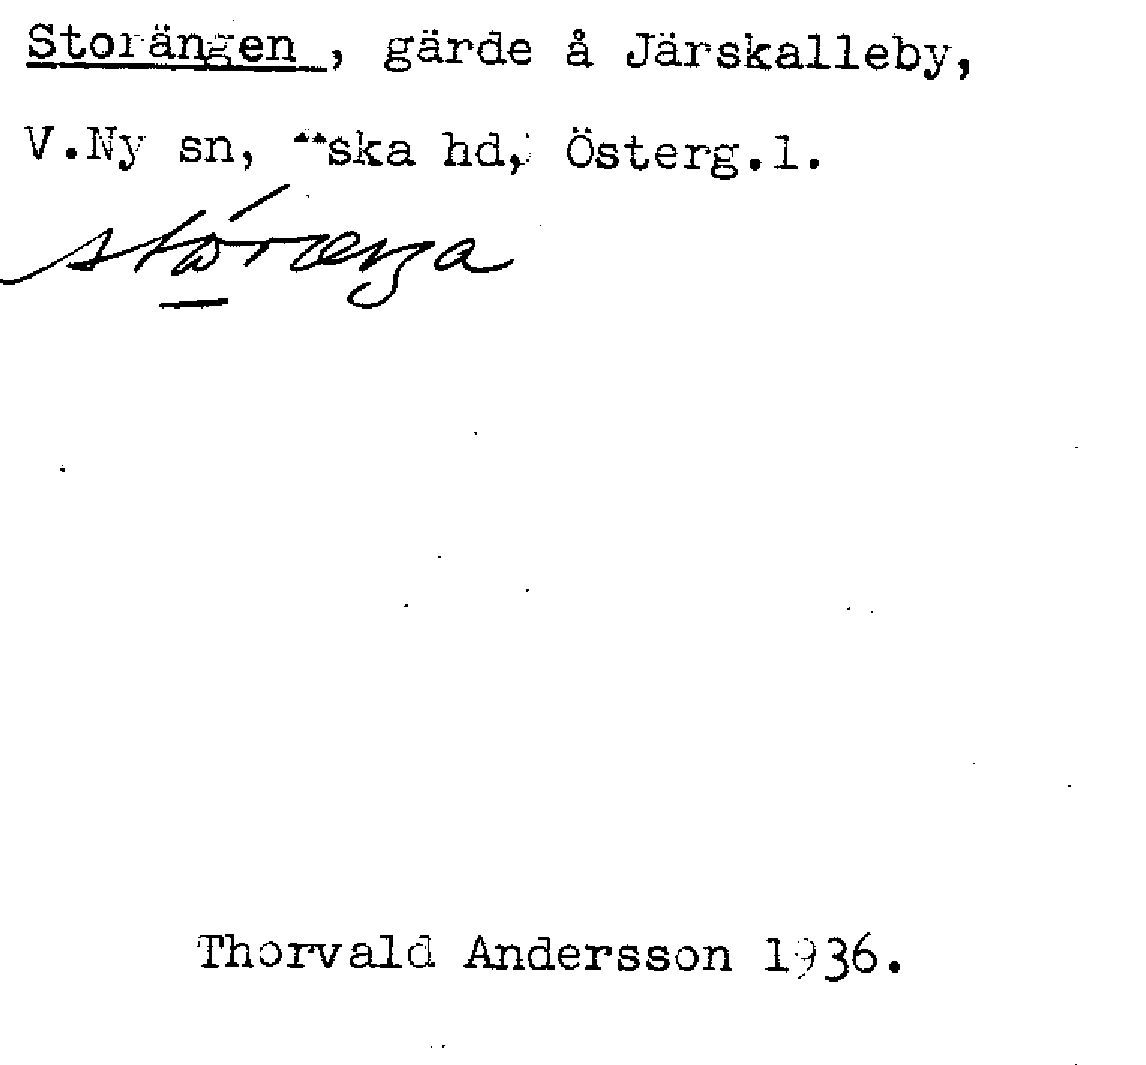 Storängen , gärde å Järskalleby,
V.Ny sn, ska hd, Österg.l.
Thorvald Andersson 1936.